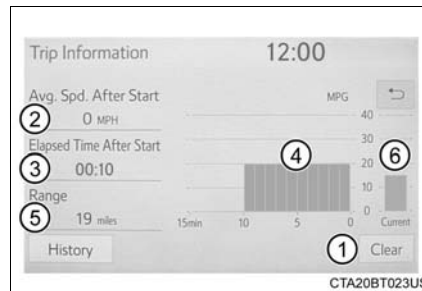 Trip Information 12:00
Avg. Spd. After Start MPG
2 0 MPH 40
Elapsed Time After Start 30
3 00:10 4 20 6
Range 10
5 19 miles 15min 10 5 0 0 Current
History 1 Clear
CTA20BT023US